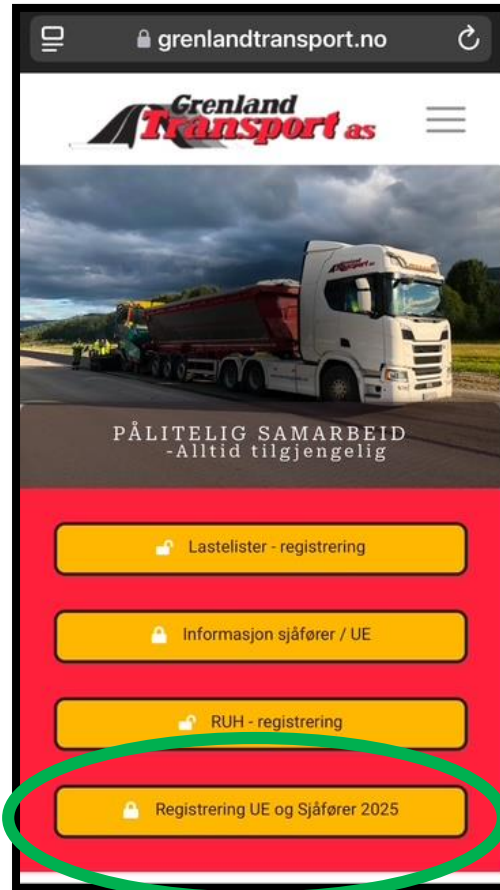 grenlandtransport.no
Grenland
Transport as
PÅLITELIG SAMARBEID
-Alltid tilgjengelig
Lastelister - registrering
Informasjon sjåfører / UE
RUH - registrering
Registrering UE og Sjåfører 2025